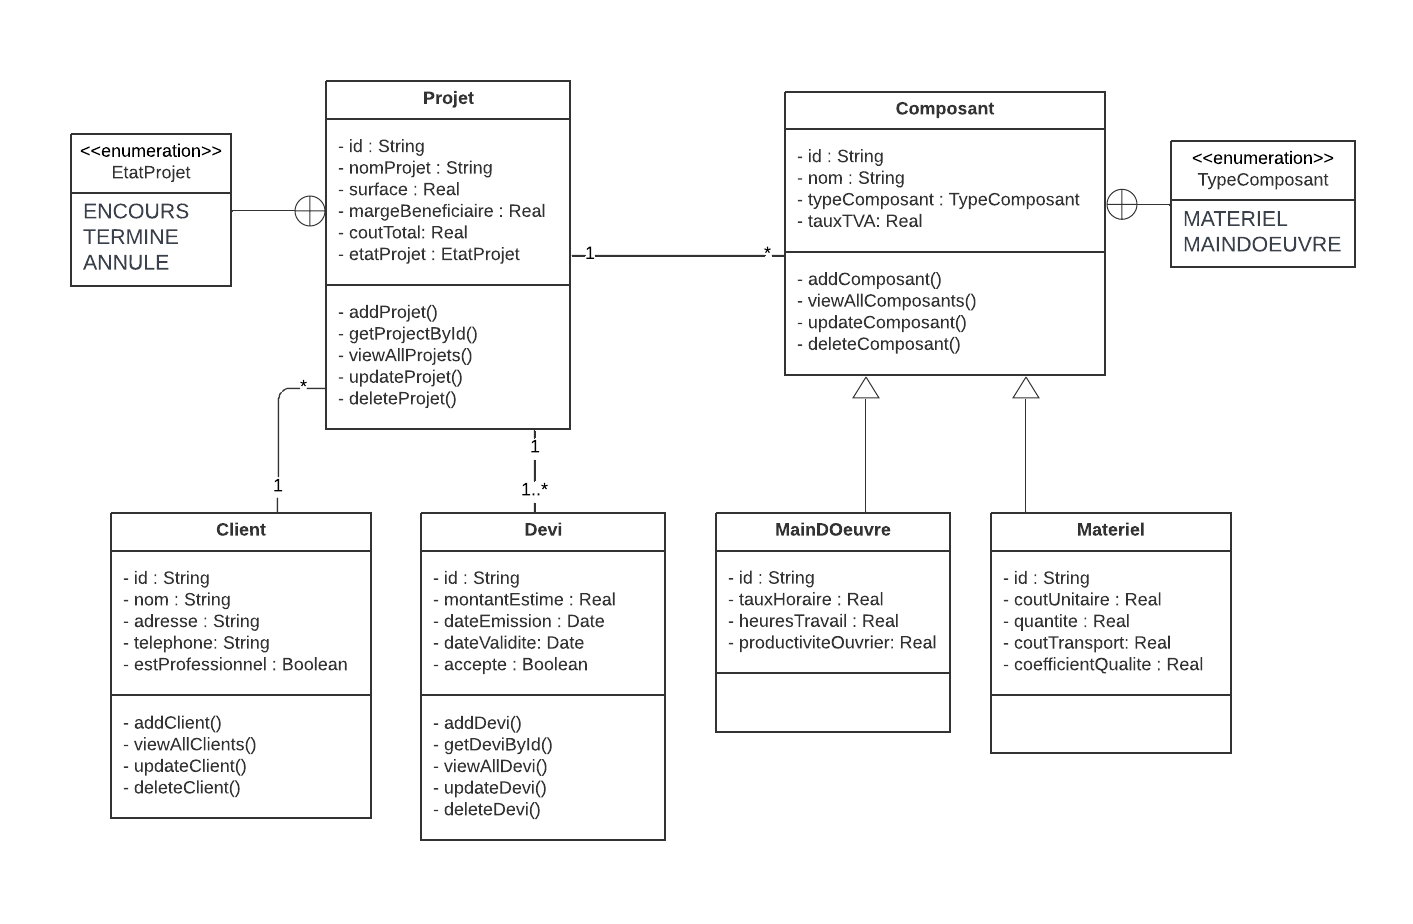 <<enumeration>>
EtatProjet
ENCOURS
TERMINE
ANNULE
Projet
- id : String
- nomProjet : String
- surface : Real
- margeBeneficiaire : Real
- coutTotal: Real
- etatProjet : EtatProjet
- addProjet()
- getProjectById()
- viewAllProjets()
- updateProjet()
- deleteProjet()
1
*
Composant
- id : String
- nom : String
- typeComposant : TypeComposant
- tauxTVA: Real
- addComposant()
- viewAllComposants()
- updateComposant()
- deleteComposant()
<<enumeration>>
TypeComposant
MATERIEL
MAINDOEUVRE
*
1
1
1..*
Client
- id : String
- nom : String
- adresse : String
- telephone: String
- estProfessionnel : Boolean
- addClient()
- viewAllClients()
- updateClient()
- deleteClient()
Devi
- id : String
- montantEstime : Real
- dateEmission : Date
- dateValidite: Date
- accepte : Boolean
- addDevi()
- getDeviById()
- viewAllDevi()
- updateDevi()
- deleteDevi()
MainDOeuvre
- id : String
- tauxHoraire : Real
- heuresTravail : Real
- productiviteOuvrier: Real
Materiel
- id : String
- coutUnitaire : Real
- quantite : Real
- coutTransport: Real
- coefficientQualite : Real